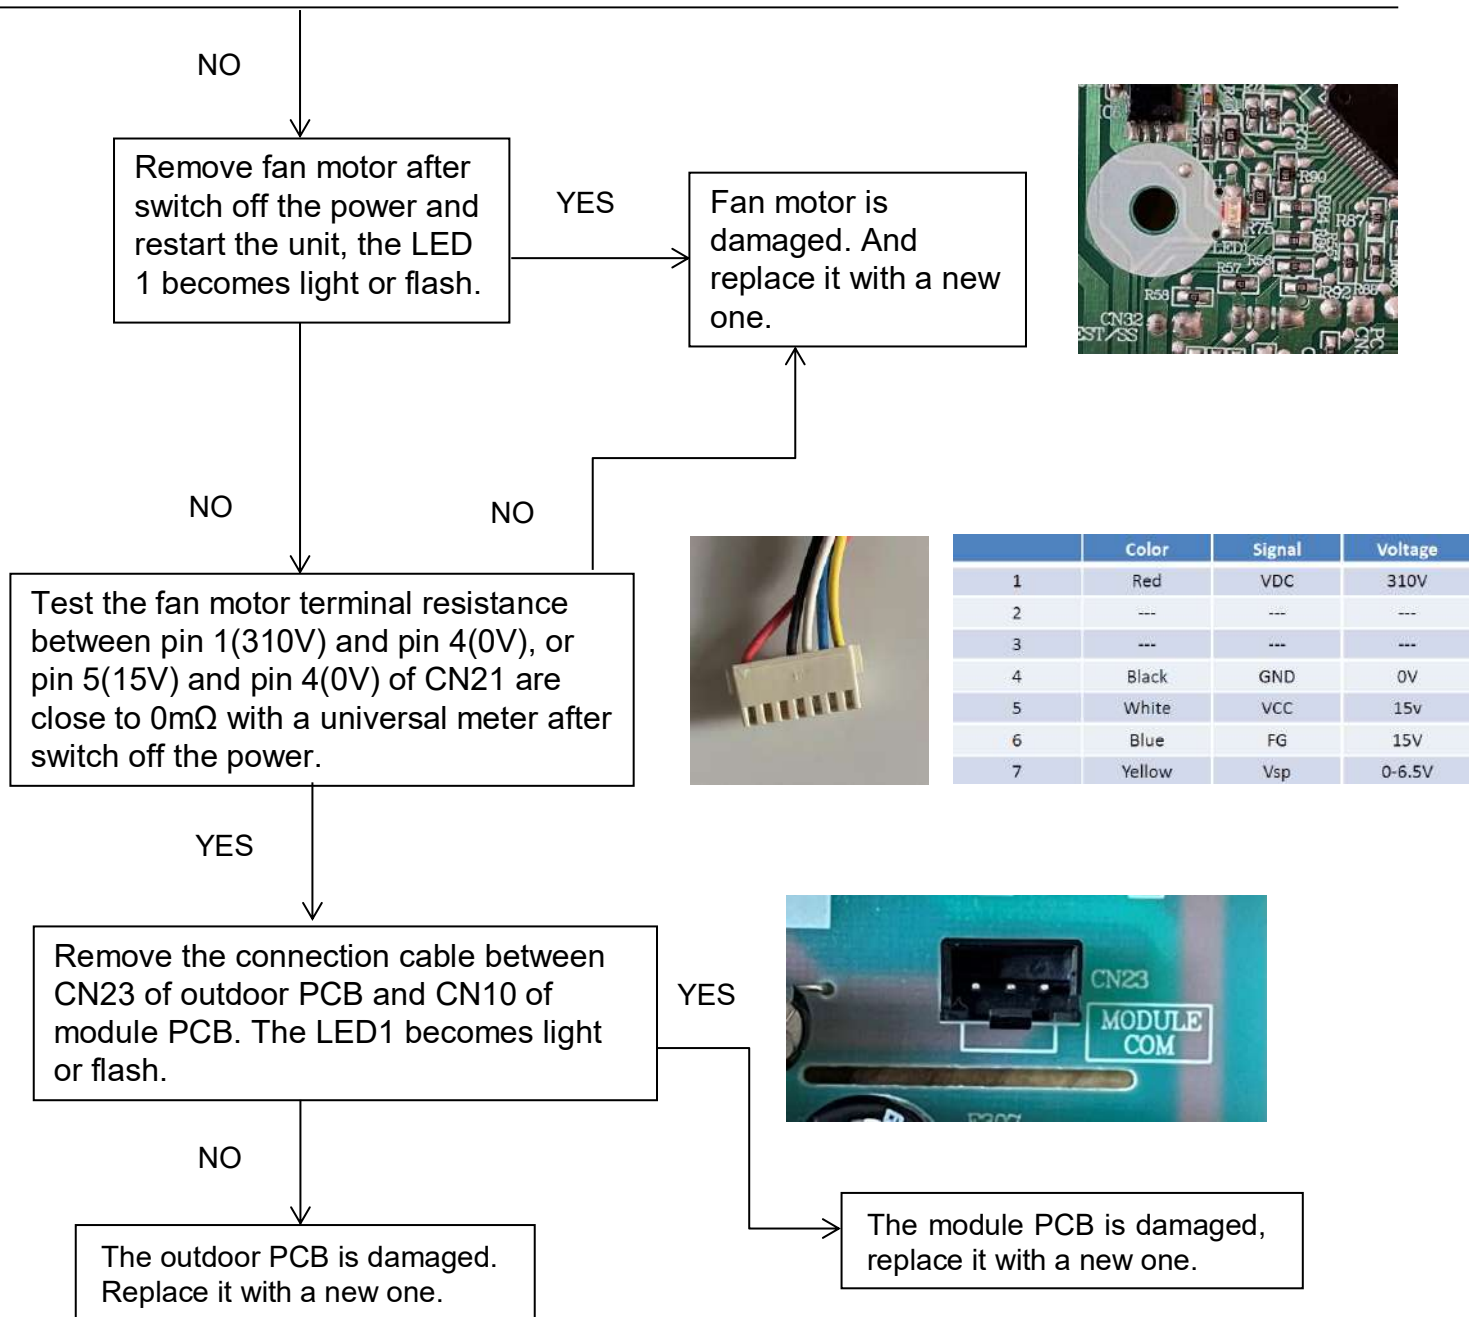 NO
Remove fan motor after
switch off the power and
restart the unit, the LED
1 becomes light or flash.
YES
Fan motor is
damaged. And
replace it with a new
one.
R90
R84
R87
R75
LED1
R56
R57
R58
R92
CN32
EST/SS
NO
NO
Test the fan motor terminal resistance
between pin 1(310V) and pin 4(0V), or
pin 5(15V) and pin 4(0V) of CN21 are
close to 0mΩ with a universal meter after
switch off the power.
Color Signal Voltage
1 Red VDC 310V
2 --- --- ---
3 --- --- ---
4 Black GND 0V
5 White VCC 15v
6 Blue FG 15V
7 Yellow Vsp 0-6.5V
YES
Remove the connection cable between
CN23 of outdoor PCB and CN10 of
module PCB. The LED1 becomes light
or flash.
YES
CN23
MODULE
COM
NO
The outdoor PCB is damaged.
Replace it with a new one.
The module PCB is damaged,
replace it with a new one.